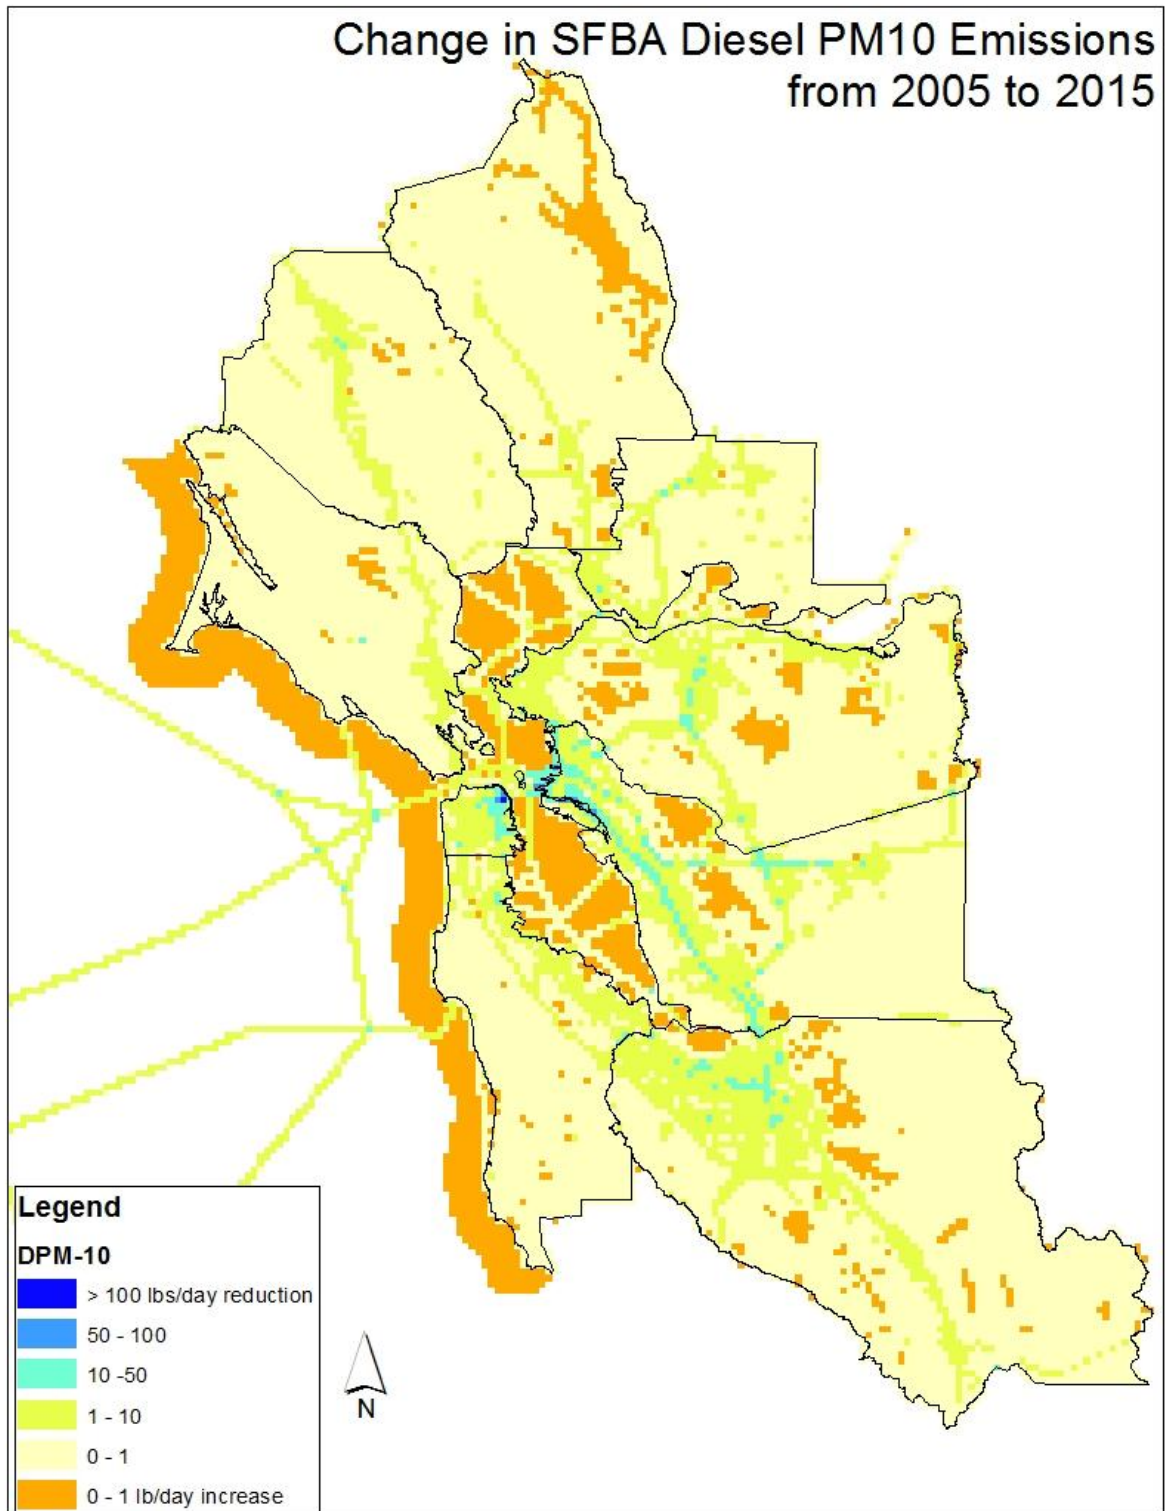 Change in SFBA Diesel PM10 Emissions
from 2005 to 2015
Legend
DPM-10
> 100 lbs/day reduction
50 - 100
10 -50
1 - 10
0 - 1
0 - 1 lb/day increase
N